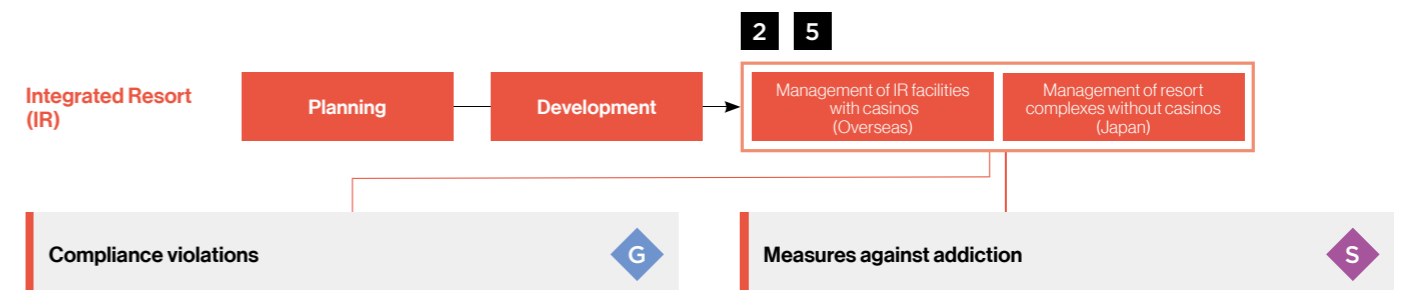 2 5
Integrated Resort
(IR)
Planning
Development
Management of IR facilities
with casinos
(Overseas)
Management of resort
complexes without casinos
(Japan)
Compliance violations
G
Measures against addiction
S